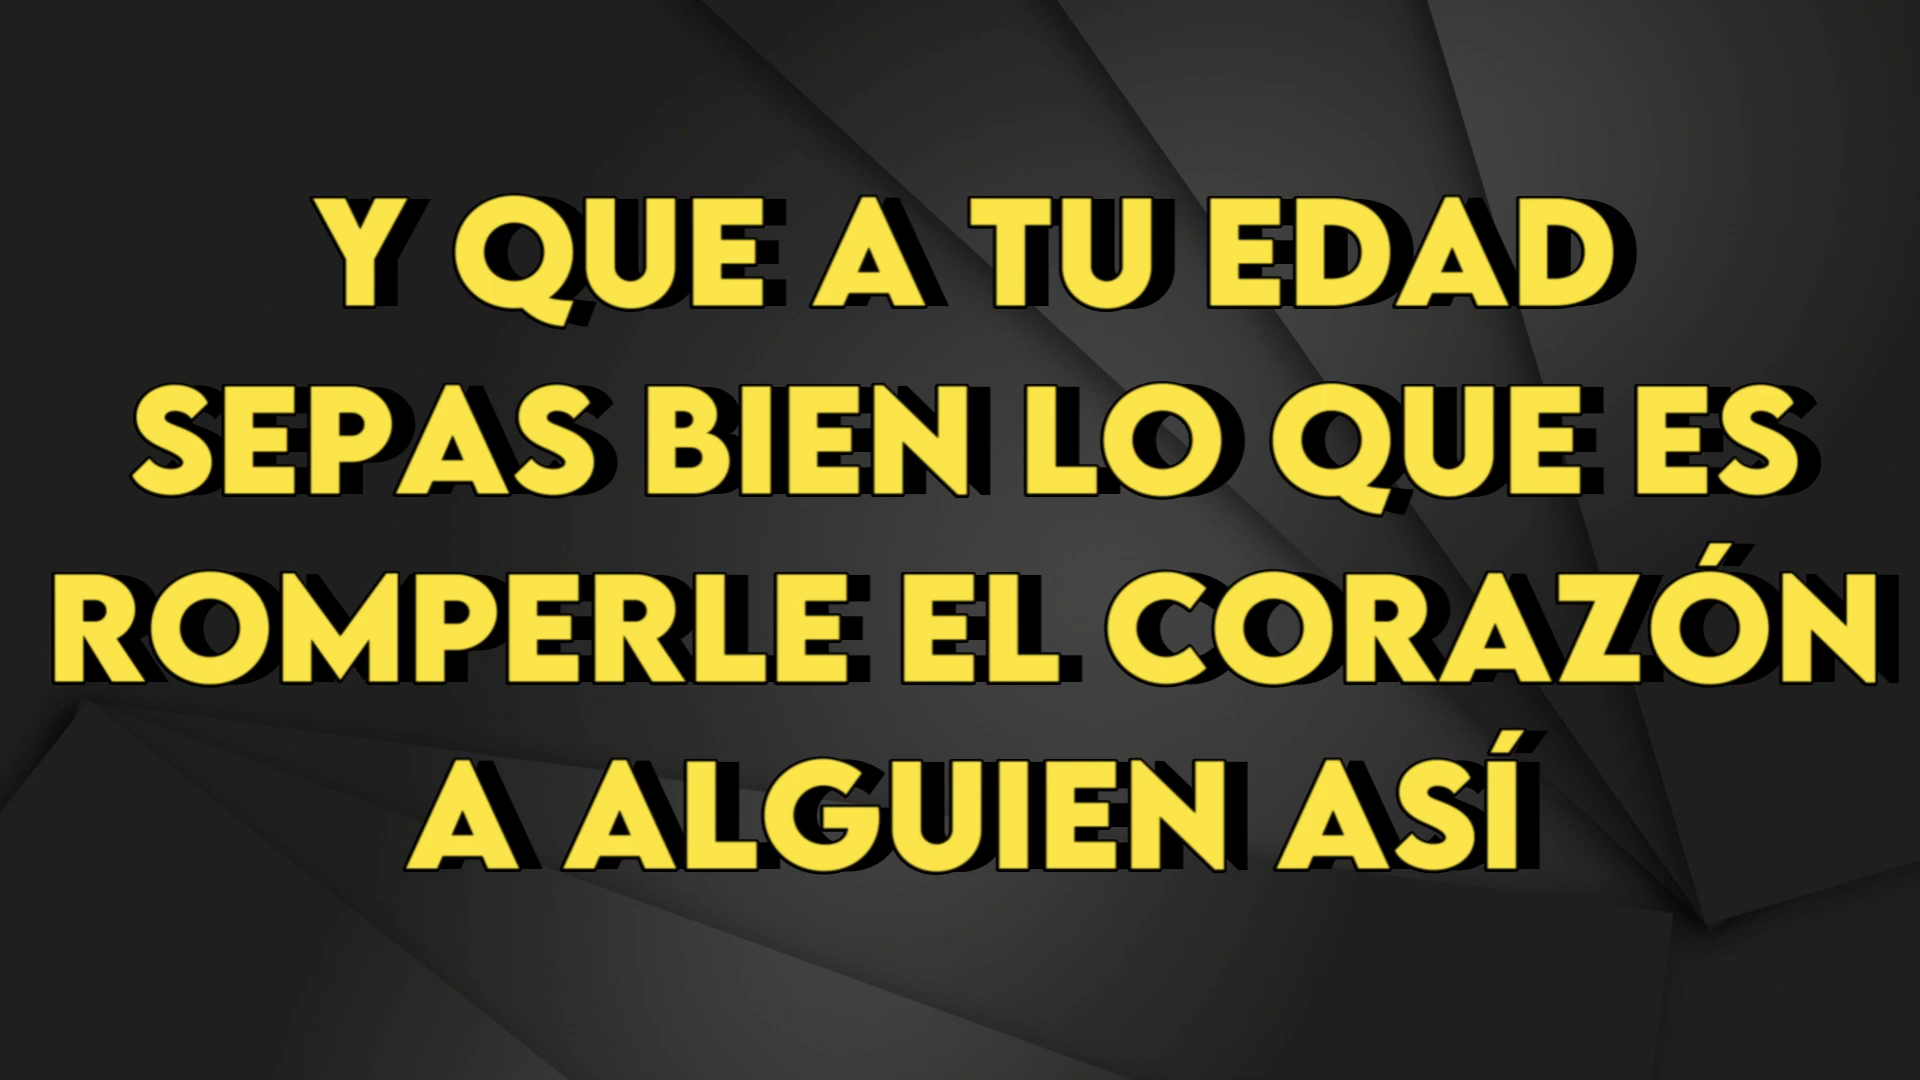 Y QUE A TU EDAD
SEPAS BIEN LO QUE ES
ROMPERLE EL CORAZÓN
A ALGUIEN ASÍ